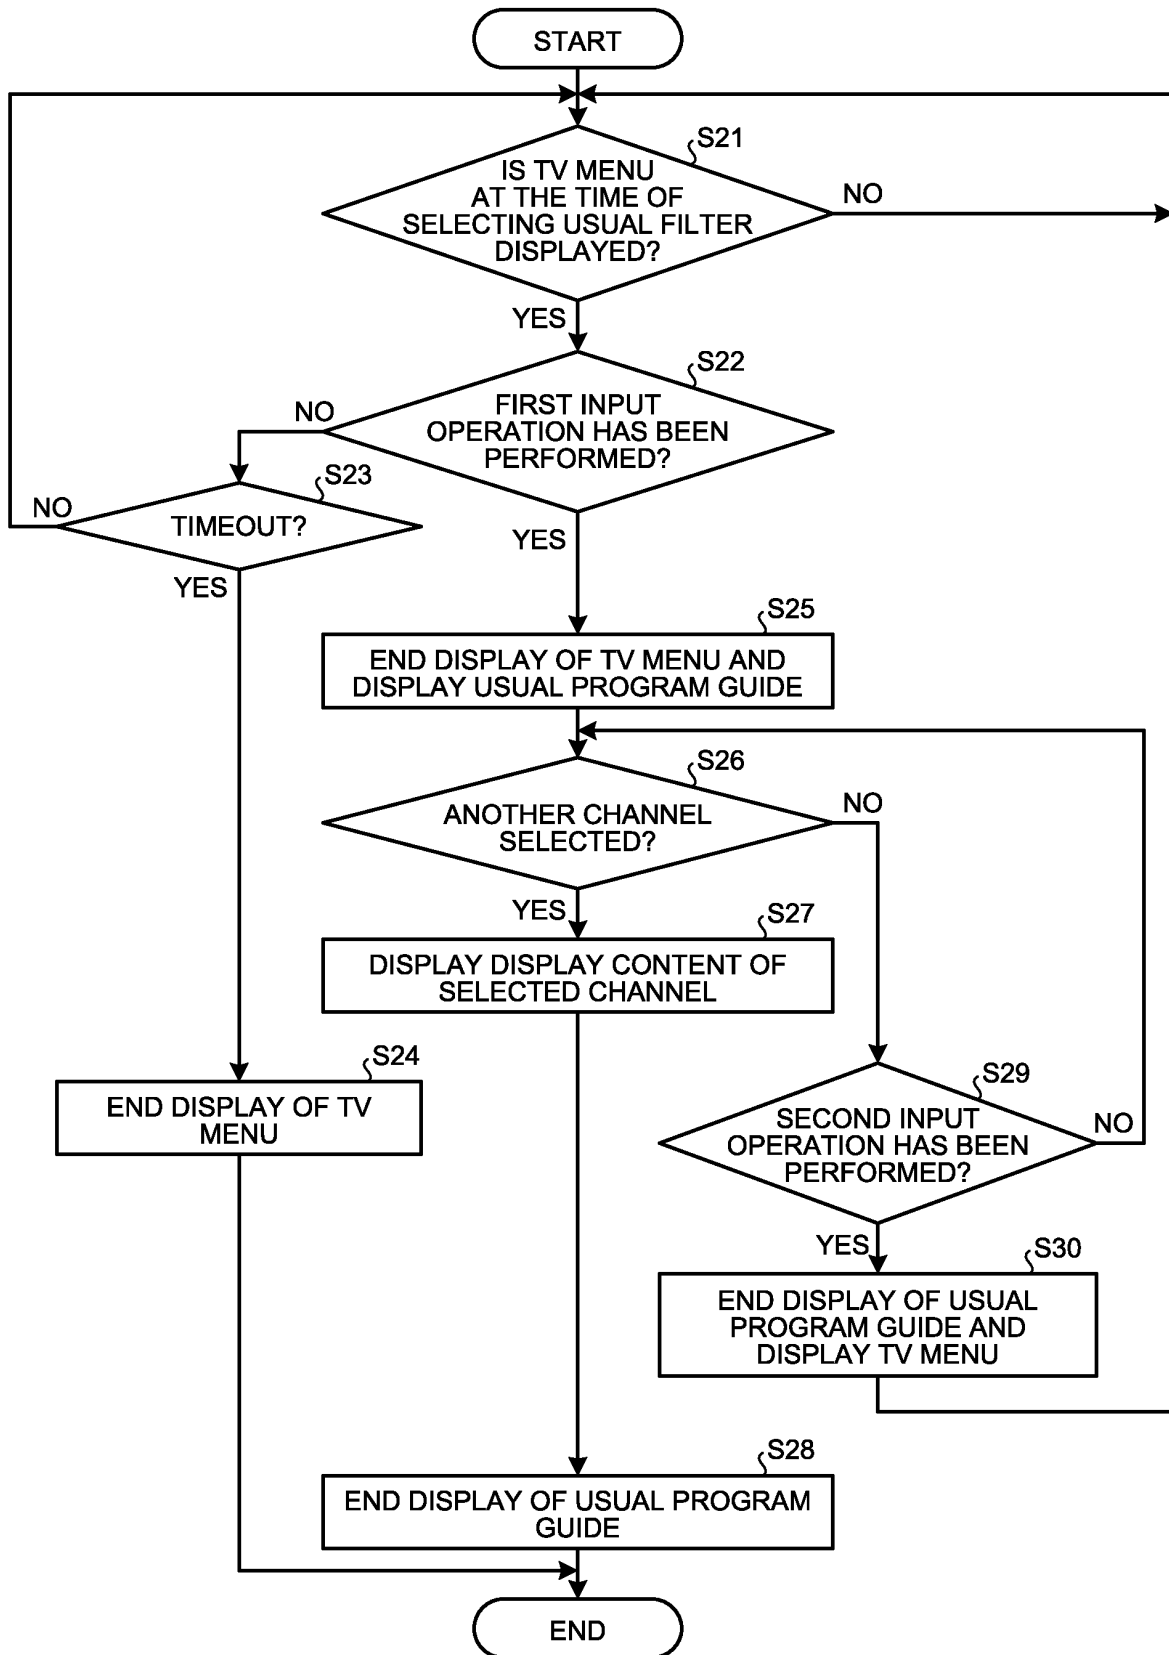 START
S21
IS TV MENU
AT THE TIME OF
SELECTING USUAL FILTER
DISPLAYED?
NO
YES
S22
FIRST INPUT
OPERATION HAS BEEN
PERFORMED?
NO
S23
NO
TIMEOUT?
YES
YES
S25
END DISPLAY OF TV MENU AND
DISPLAY USUAL PROGRAM GUIDE
S26
ANOTHER CHANNEL
SELECTED?
NO
YES
S27
DISPLAY DISPLAY CONTENT OF
SELECTED CHANNEL
S24
END DISPLAY OF TV
MENU
S29
SECOND INPUT
OPERATION HAS BEEN
PERFORMED?
NO
YES
S30
END DISPLAY OF USUAL
PROGRAM GUIDE AND
DISPLAY TV MENU
S28
END DISPLAY OF USUAL PROGRAM
GUIDE
END